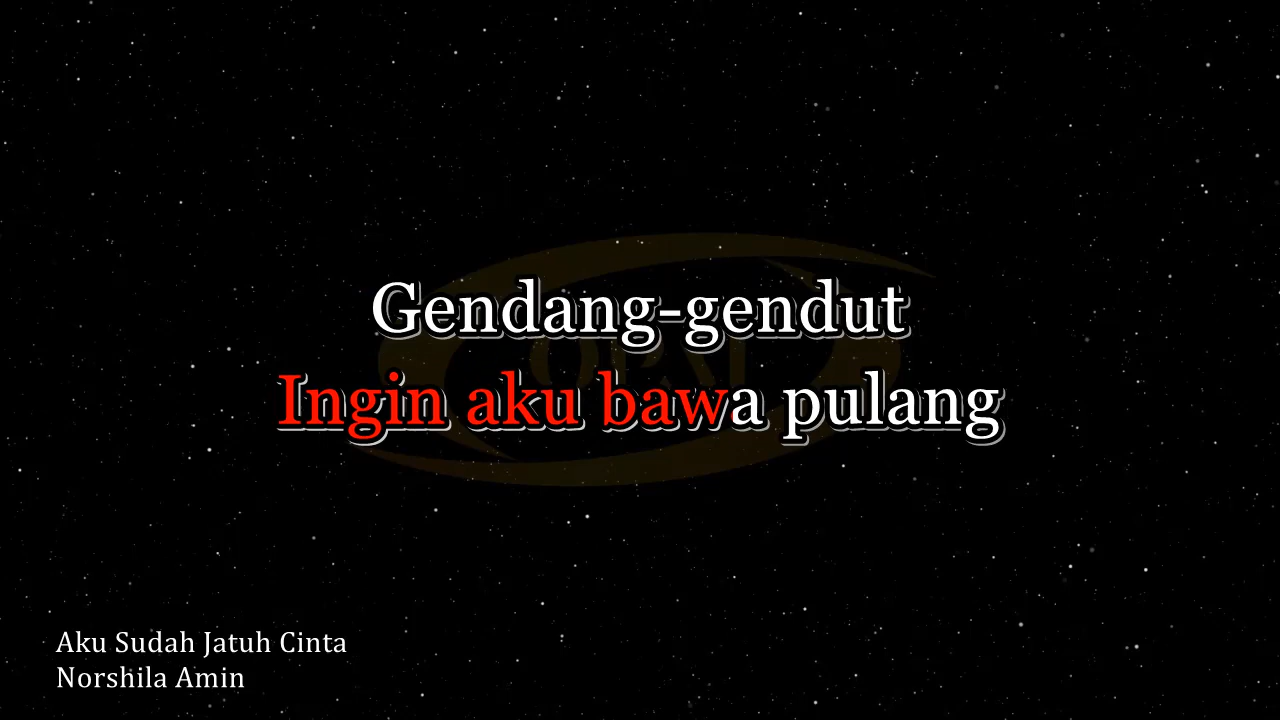 Gendang-gendut
Ingin aku bawa pulang
Aku Sudah Jatuh Cinta
Norshila Amin